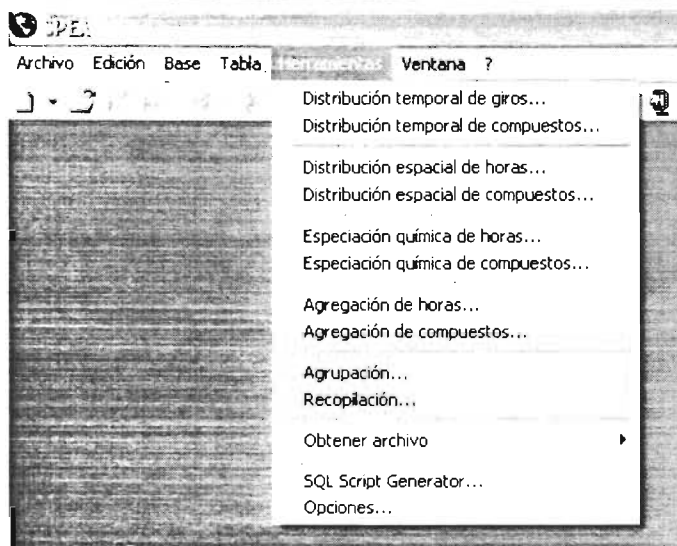 SPEA
Archivo Edición Base Tabla Herramientas Ventana ?
Distribución temporal de giros...
Distribución temporal de compuestos...
Distribución espacial de horas...
Distribución espacial de compuestos...
Especiación química de horas...
Especiación química de compuestos...
Agregación de horas...
Agregación de compuestos...
Agrupación...
Recopilación...
Obtener archivo
SQL Script Generator...
Opciones...